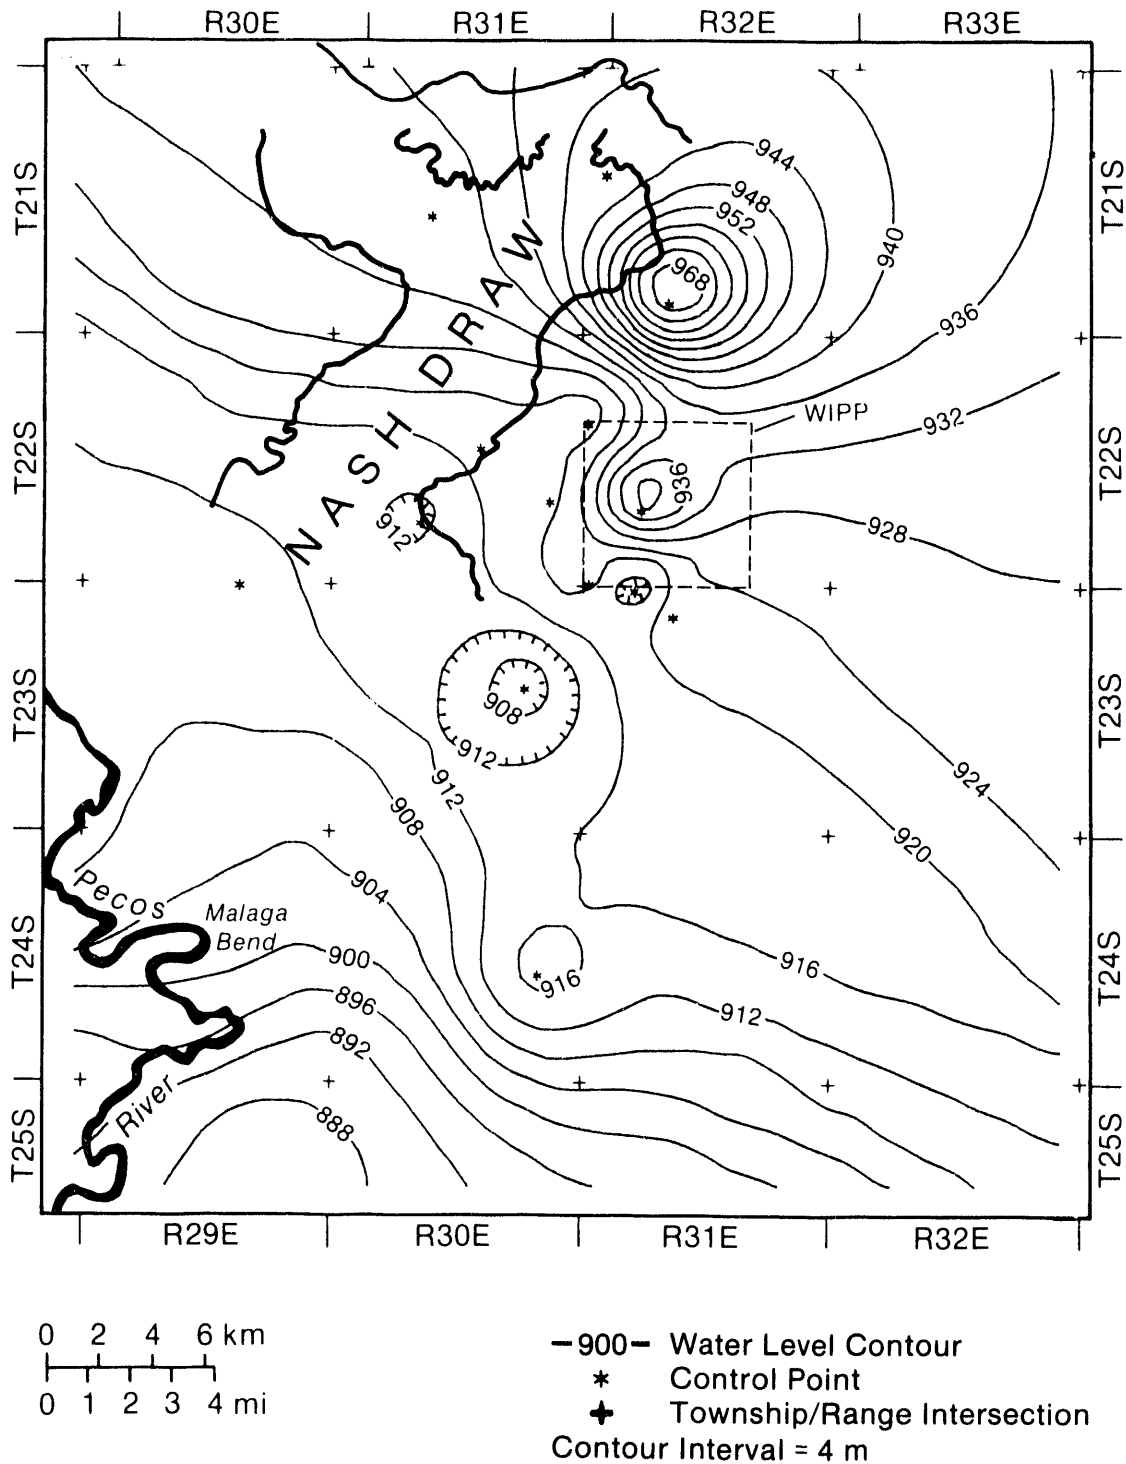 R30E R31E R32E R33E
T21S
T21S
944
948
952
940
968
936
NASH DRAW
WIPP
932
T22S
T22S
936
912
928
T23S
T23S
908
912
912
924
908
920
Pecos
904
Malaga
Bend
T24S
T24S
900
916
916
896
912
892
River
888
T25S
T25S
R29E R30E R31E R32E
0 2 4 6 km
0 1 2 3 4 mi
900 Water Level Contour
* Control Point
+ Township/Range Intersection
Contour Interval = 4 m